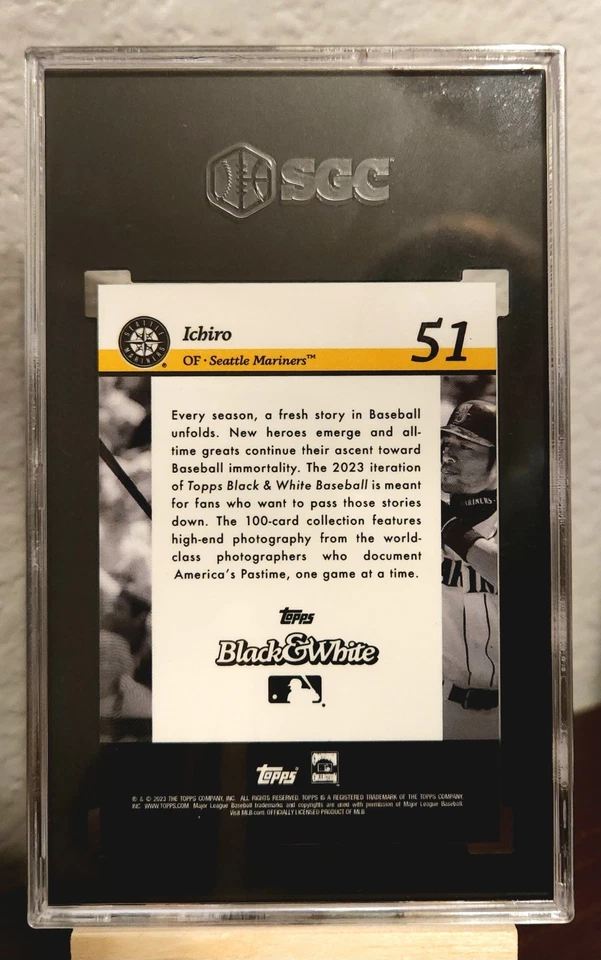 SGC
Ichiro
51
OF · Seattle Mariners™
Every season, a fresh story in Baseball
unfolds. New heroes emerge and all-
time greats continue their ascent toward
Baseball immortality. The 2023 iteration
of Topps Black & White Baseball is meant
for fans who want to pass those stories
down. The 100-card collection features
high-end photography from the world-
class photographers who document
America's Pastime, one game at a time.
topps
Black&White
topps
® & © 2023 THE TOPPS COMPANY, INC. ALL RIGHTS RESERVED. TOPPS IS A REGISTERED TRADEMARK OF THE TOPPS COMPANY,
INC. WWW.TOPPS.COM Major League Baseball trademarks and copyrights are used with permission of Major League Baseball.
Visit MLB.com. OFFICIALLY LICENSED PRODUCT OF MLB